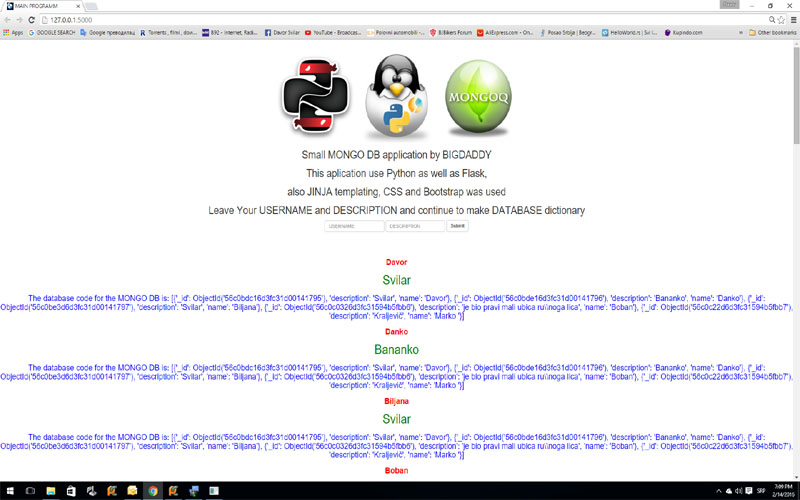 MAIN PROGRAMM
127.0.0.1:5000
Apps GOOGLE SEARCH Google преводилац Torrents, filmi, dow... B92 - Internet, Radi... Davor Svilar YouTube - Broadcas... Polovni automobili -... BiBikers Forum AliExpress.com - On... Posao Srbija | Beogr... HelloWorld.rs | Svi I... Kupindo.com » Other bookmarks
MONGOQ
Small MONGO DB application by BIGDADDY
This aplication use Python as well as Flask,
also JINJA templating, CSS and Bootstrap was used
Leave Your USERNAME and DESCRIPTION and continue to make DATABASE dictionary
USERNAME DESCRIPTION Submit
Davor
Svilar
The database code for the MONGO DB is: [{'_id': ObjectId('56c0bdc16d3fc31d00141795'), 'description': 'Svilar', 'name': 'Davor'}, {'_id': ObjectId('56c0bde16d3fc31d00141796'), 'description': 'Bananko', 'name': 'Danko'}, {'_id':
ObjectId('56c0be3d6d3fc31d00141797'), 'description': 'Svilar', 'name': 'Biljana'}, {'_id': ObjectId('56c0c0326d3fc31594b5fbb6'), 'description': 'je bio pravi mali ubica ru\\noga lica', 'name': 'Boban'}, {'_id': ObjectId('56c0c22d6d3fc31594b5fbb7'),
'description': 'Kraljevič', 'name': 'Marko '}]
Danko
Bananko
The database code for the MONGO DB is: [{'_id': ObjectId('56c0bdc16d3fc31d00141795'), 'description': 'Svilar', 'name': 'Davor'}, {'_id': ObjectId('56c0bde16d3fc31d00141796'), 'description': 'Bananko', 'name': 'Danko'}, {'_id':
ObjectId('56c0be3d6d3fc31d00141797'), 'description': 'Svilar', 'name': 'Biljana'}, {'_id': ObjectId('56c0c0326d3fc31594b5fbb6'), 'description': 'je bio pravi mali ubica ru\\noga lica', 'name': 'Boban'}, {'_id': ObjectId('56c0c22d6d3fc31594b5fbb7'),
'description': 'Kraljevič', 'name': 'Marko '}]
Biljana
Svilar
The database code for the MONGO DB is: [{'_id': ObjectId('56c0bdc16d3fc31d00141795'), 'description': 'Svilar', 'name': 'Davor'}, {'_id': ObjectId('56c0bde16d3fc31d00141796'), 'description': 'Bananko', 'name': 'Danko'}, {'_id':
ObjectId('56c0be3d6d3fc31d00141797'), 'description': 'Svilar', 'name': 'Biljana'}, {'_id': ObjectId('56c0c0326d3fc31594b5fbb6'), 'description': 'je bio pravi mali ubica ru\\noga lica', 'name': 'Boban'}, {'_id': ObjectId('56c0c22d6d3fc31594b5fbb7'),
'description': 'Kraljevič', 'name': 'Marko '}]
Boban
SRP
7:09 PM
2/14/2016